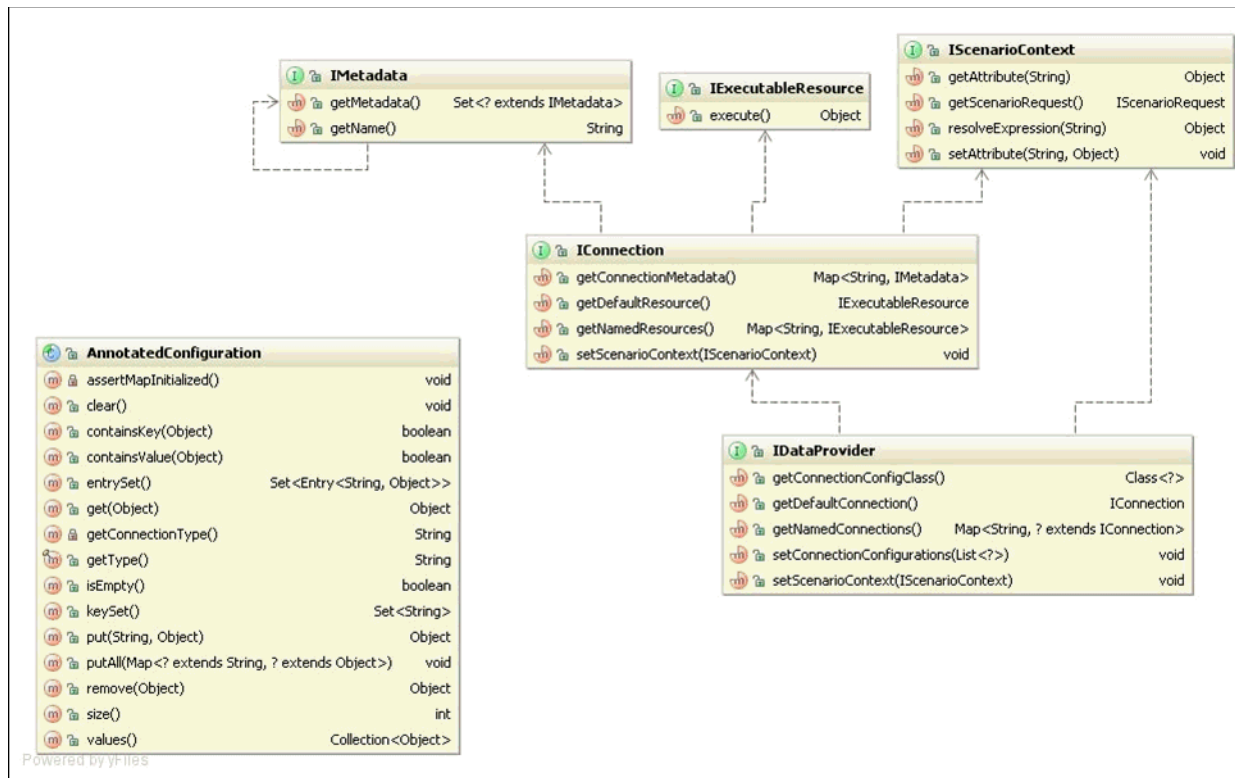 IMetadata
getMetadata() Set<? extends IMetadata>
getName() String
IExecutableResource
execute() Object
IScenarioContext
getAttribute(String) Object
getScenarioRequest() IScenarioRequest
resolveExpression(String) Object
setAttribute(String, Object) void
IConnection
getConnectionMetadata() Map<String, IMetadata>
getDefaultResource() IExecutableResource
getNamedResources() Map<String, IExecutableResource>
setScenarioContext(IScenarioContext) void
AnnotatedConfiguration
assertMapInitialized() void
clear() void
containsKey(Object) boolean
containsValue(Object) boolean
entrySet() Set<Entry<String, Object>>
get(Object) Object
getConnectionType() String
getType() String
isEmpty() boolean
keySet() Set<String>
put(String, Object) Object
putAll(Map<? extends String, ? extends Object>) void
remove(Object) Object
size() int
values() Collection<Object>
IDataProvider
getConnectionConfigClass() Class<?>
getDefaultConnection() IConnection
getNamedConnections() Map<String, ? extends IConnection>
setConnectionConfigurations(List<?>) void
setScenarioContext(IScenarioContext) void
Powered by yFiles